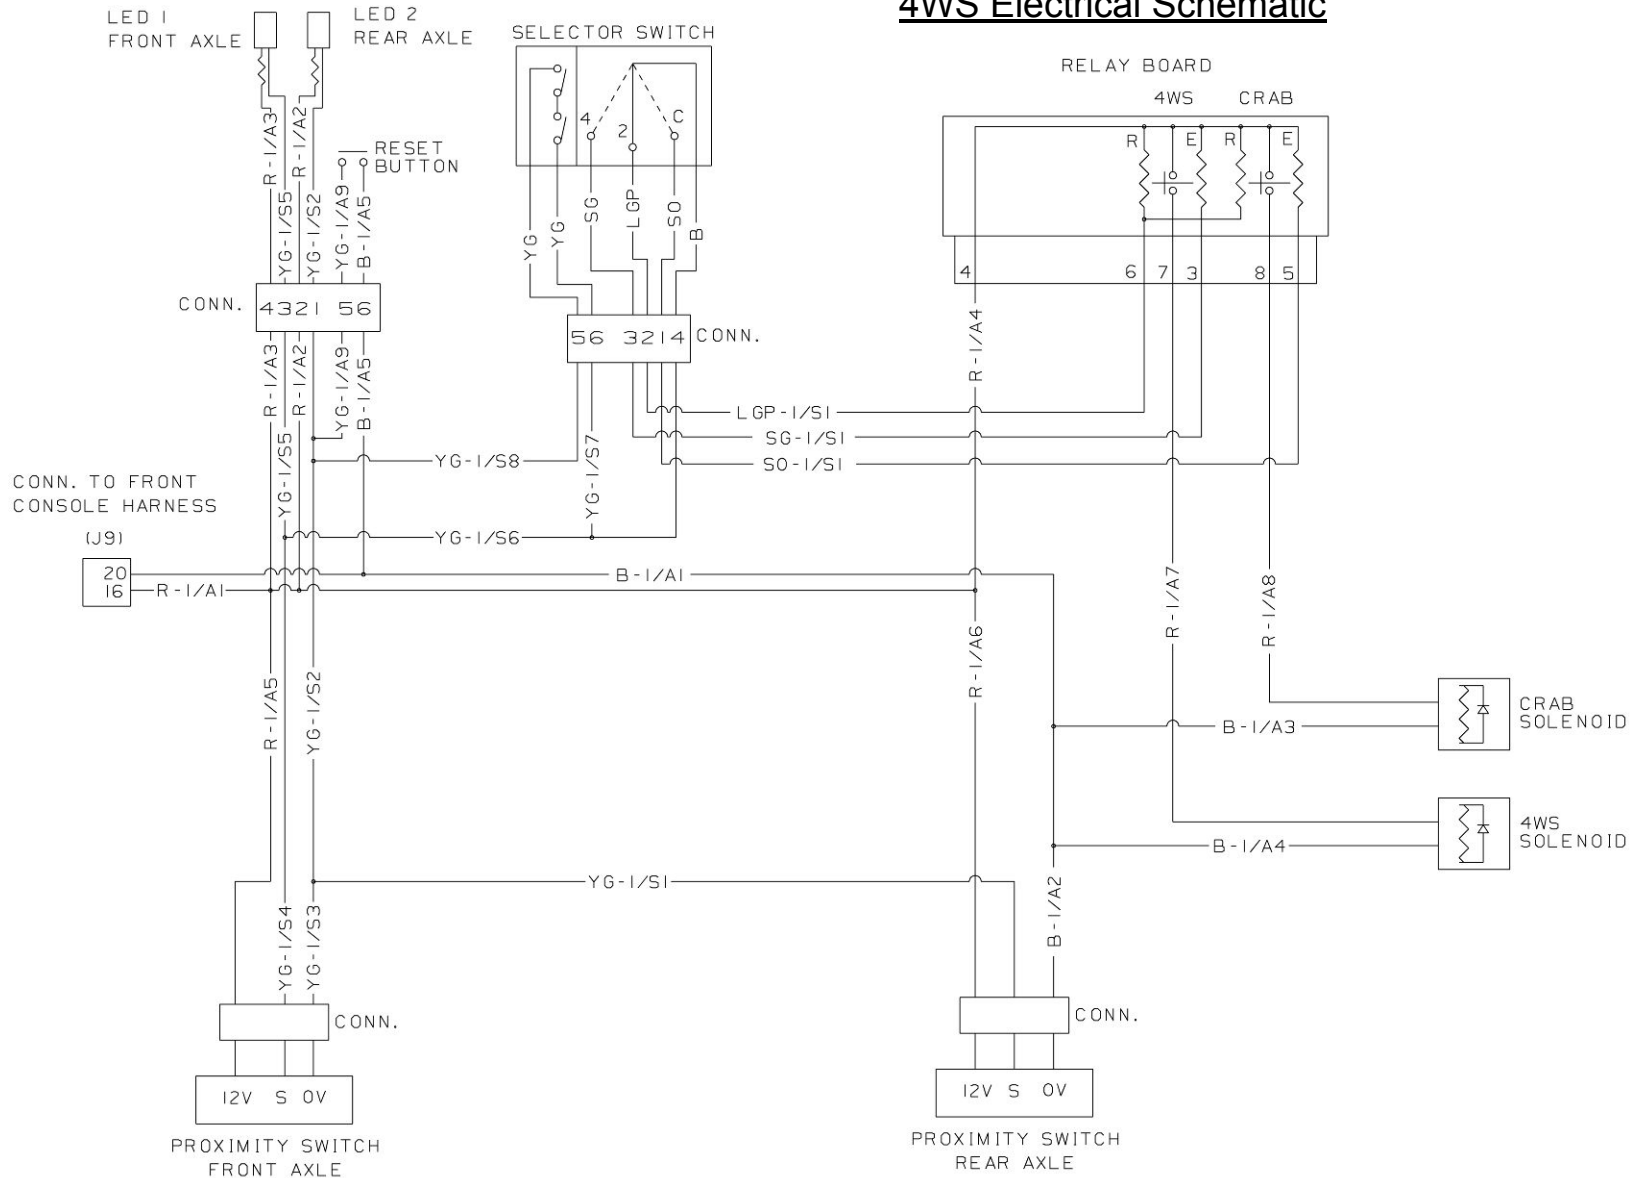 4WS Electrical Schematic
LED 1
FRONT AXLE
LED 2
REAR AXLE
SELECTOR SWITCH
RELAY BOARD
4WS CRAB
R E R E
4 2 C
RESET
BUTTON
R-1/A3
YG-1/S5
R-1/A2
YG-1/S2
YG-1/A9
B-1/A5
YG
YG
SG
LGP
SO
B
4 6 7 3 8 5
CONN. 4321 56
56 3214 CONN.
R-1/A3
YG-1/S5
R-1/A2
YG-1/A9
B-1/A5
R-1/A4
LGP-1/S1
SG-1/S1
SO-1/S1
YG-1/S8
YG-1/S7
YG-1/S6
CONN. TO FRONT
CONSOLE HARNESS
(J9)
20
16
B-1/A1
R-1/A1
R-1/A7
R-1/A8
R-1/A5
YG-1/S2
R-1/A6
CRAB
SOLENOID
B-1/A3
4WS
SOLENOID
B-1/A4
YG-1/S1
B-1/A2
YG-1/S4
YG-1/S3
CONN.
CONN.
12V S 0V
PROXIMITY SWITCH
FRONT AXLE
12V S 0V
PROXIMITY SWITCH
REAR AXLE